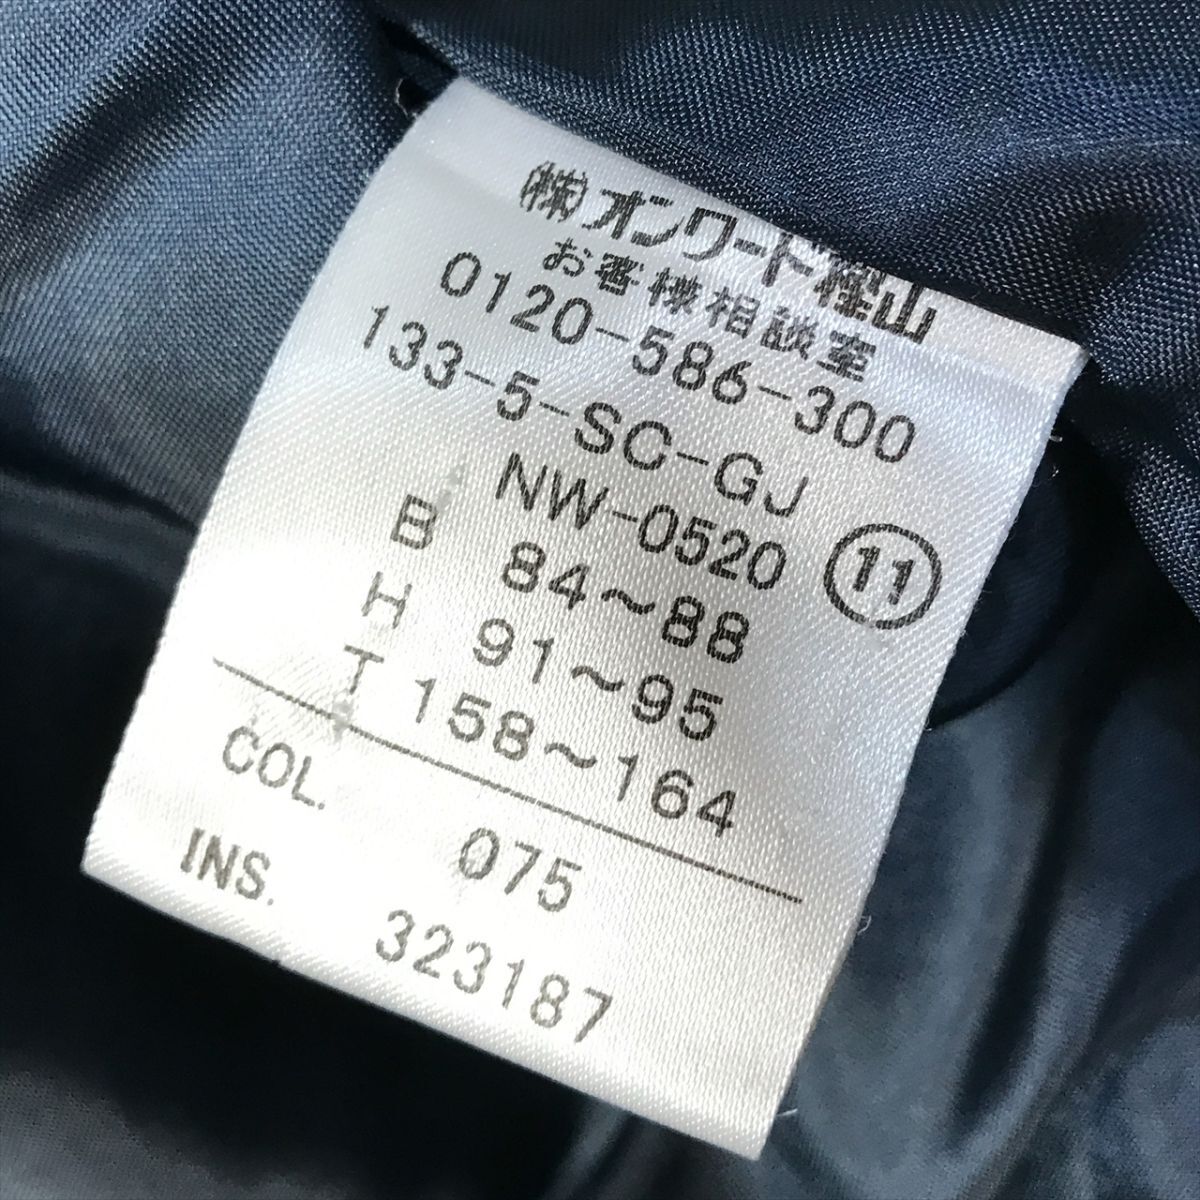 ㈱オンワード樫山
お客様相談室
0120-586-300
133-5-SC-GJ
NW-0520 ⑪
B 84~88
H 91~95
T 158~164
COL. 075
INS. 323187